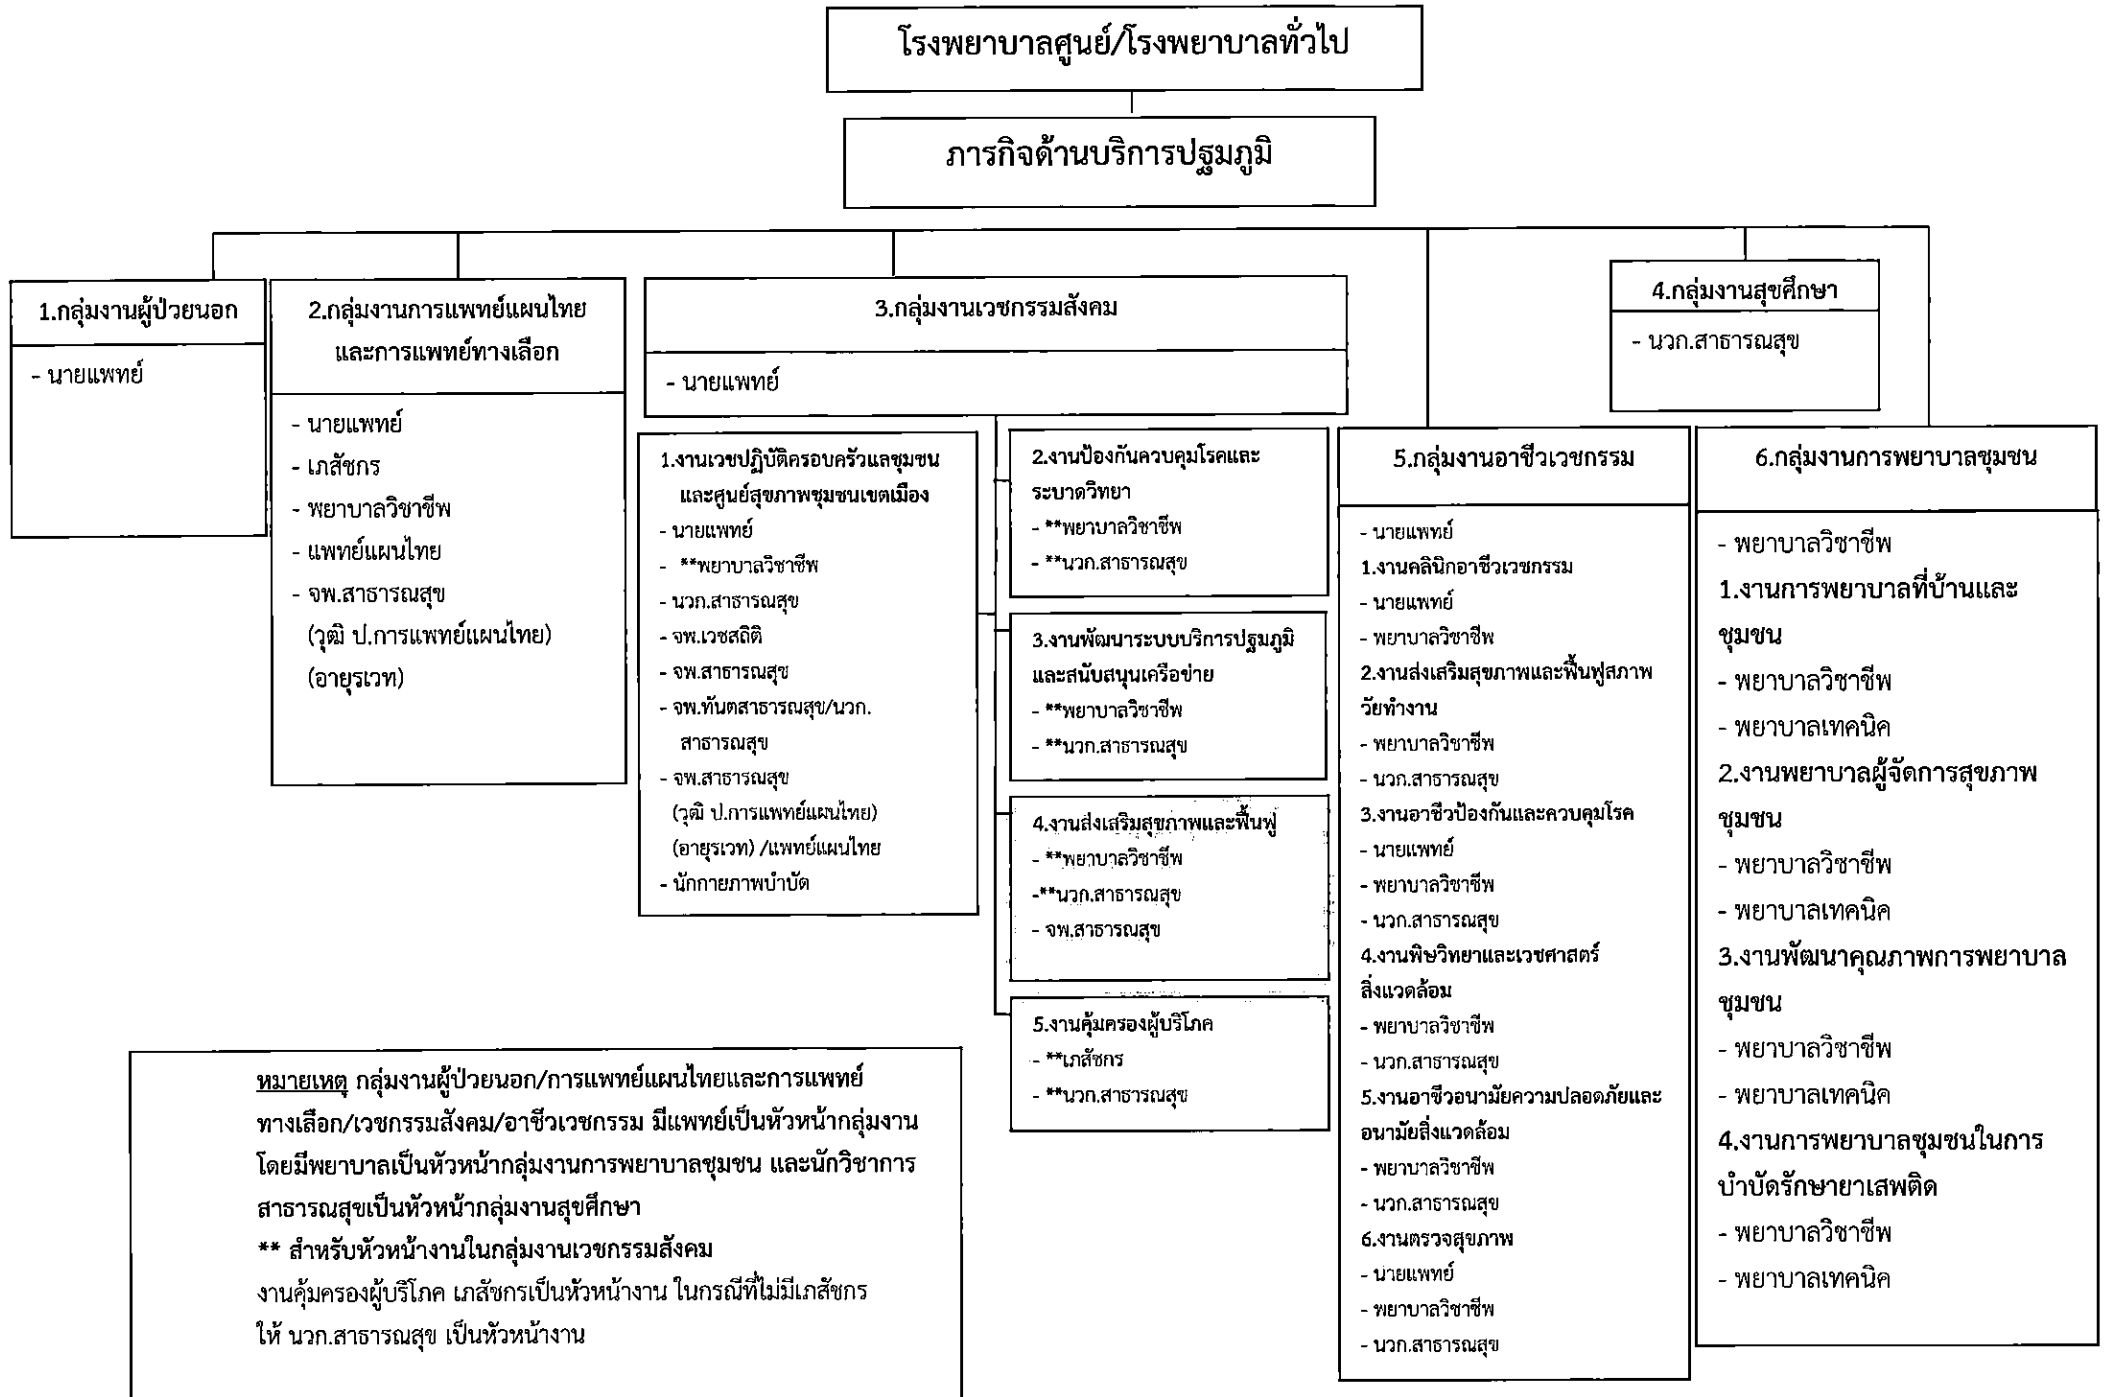 โรงพยาบาลศูนย์/โรงพยาบาลทั่วไป
ภารกิจด้านบริการปฐมภูมิ
1.กลุ่มงานผู้ป่วยนอก
- นายแพทย์
2.กลุ่มงานการแพทย์แผนไทย
และการแพทย์ทางเลือก
- นายแพทย์
- เภสัชกร
- พยาบาลวิชาชีพ
- แพทย์แผนไทย
- จพ.สาธารณสุข
(วุฒิ ป.การแพทย์แผนไทย)
(อายุรเวท)
3.กลุ่มงานเวชกรรมสังคม
- นายแพทย์
1.งานเวชปฏิบัติครอบครัวแลชุมชน
และศูนย์สุขภาพชุมชนเขตเมือง
- นายแพทย์
- **พยาบาลวิชาชีพ
- นวก.สาธารณสุข
- จพ.เวชสถิติ
- จพ.สาธารณสุข
- จพ.ทันตสาธารณสุข/นวก.
สาธารณสุข
- จพ.สาธารณสุข
(วุฒิ ป.การแพทย์แผนไทย)
(อายุรเวท) /แพทย์แผนไทย
- นักกายภาพบำบัด
2.งานป้องกันควบคุมโรคและ
ระบาดวิทยา
- **พยาบาลวิชาชีพ
- **นวก.สาธารณสุข
3.งานพัฒนาระบบบริการปฐมภูมิ
และสนับสนุนเครือข่าย
- **พยาบาลวิชาชีพ
- **นวก.สาธารณสุข
4.งานส่งเสริมสุขภาพและฟื้นฟู
- **พยาบาลวิชาชีพ
-**นวก.สาธารณสุข
- จพ.สาธารณสุข
5.งานคุ้มครองผู้บริโภค
- **เภสัชกร
- **นวก.สาธารณสุข
4.กลุ่มงานสุขศึกษา
- นวก.สาธารณสุข
5.กลุ่มงานอาชีวเวชกรรม
- นายแพทย์
1.งานคลินิกอาชีวเวชกรรม
- นายแพทย์
- พยาบาลวิชาชีพ
2.งานส่งเสริมสุขภาพและฟื้นฟูสภาพ
วัยทำงาน
- พยาบาลวิชาชีพ
- นวก.สาธารณสุข
3.งานอาชีวป้องกันและควบคุมโรค
- นายแพทย์
- พยาบาลวิชาชีพ
- นวก.สาธารณสุข
4.งานพิษวิทยาและเวชศาสตร์
สิ่งแวดล้อม
- พยาบาลวิชาชีพ
- นวก.สาธารณสุข
5.งานอาชีวอนามัยความปลอดภัยและ
อนามัยสิ่งแวดล้อม
- พยาบาลวิชาชีพ
- นวก.สาธารณสุข
6.งานตรวจสุขภาพ
- นายแพทย์
- พยาบาลวิชาชีพ
- นวก.สาธารณสุข
6.กลุ่มงานการพยาบาลชุมชน
- พยาบาลวิชาชีพ
1.งานการพยาบาลที่บ้านและ
ชุมชน
- พยาบาลวิชาชีพ
- พยาบาลเทคนิค
2.งานพยาบาลผู้จัดการสุขภาพ
ชุมชน
- พยาบาลวิชาชีพ
- พยาบาลเทคนิค
3.งานพัฒนาคุณภาพการพยาบาล
ชุมชน
- พยาบาลวิชาชีพ
- พยาบาลเทคนิค
4.งานการพยาบาลชุมชนในการ
บำบัดรักษายาเสพติด
- พยาบาลวิชาชีพ
- พยาบาลเทคนิค
หมายเหตุ กลุ่มงานผู้ป่วยนอก/การแพทย์แผนไทยและการแพทย์
ทางเลือก/เวชกรรมสังคม/อาชีวเวชกรรม มีแพทย์เป็นหัวหน้ากลุ่มงาน
โดยมีพยาบาลเป็นหัวหน้ากลุ่มงานการพยาบาลชุมชน และนักวิชาการ
สาธารณสุขเป็นหัวหน้ากลุ่มงานสุขศึกษา
** สำหรับหัวหน้างานในกลุ่มงานเวชกรรมสังคม
งานคุ้มครองผู้บริโภค เภสัชกรเป็นหัวหน้างาน ในกรณีที่ไม่มีเภสัชกร
ให้ นวก.สาธารณสุข เป็นหัวหน้างาน